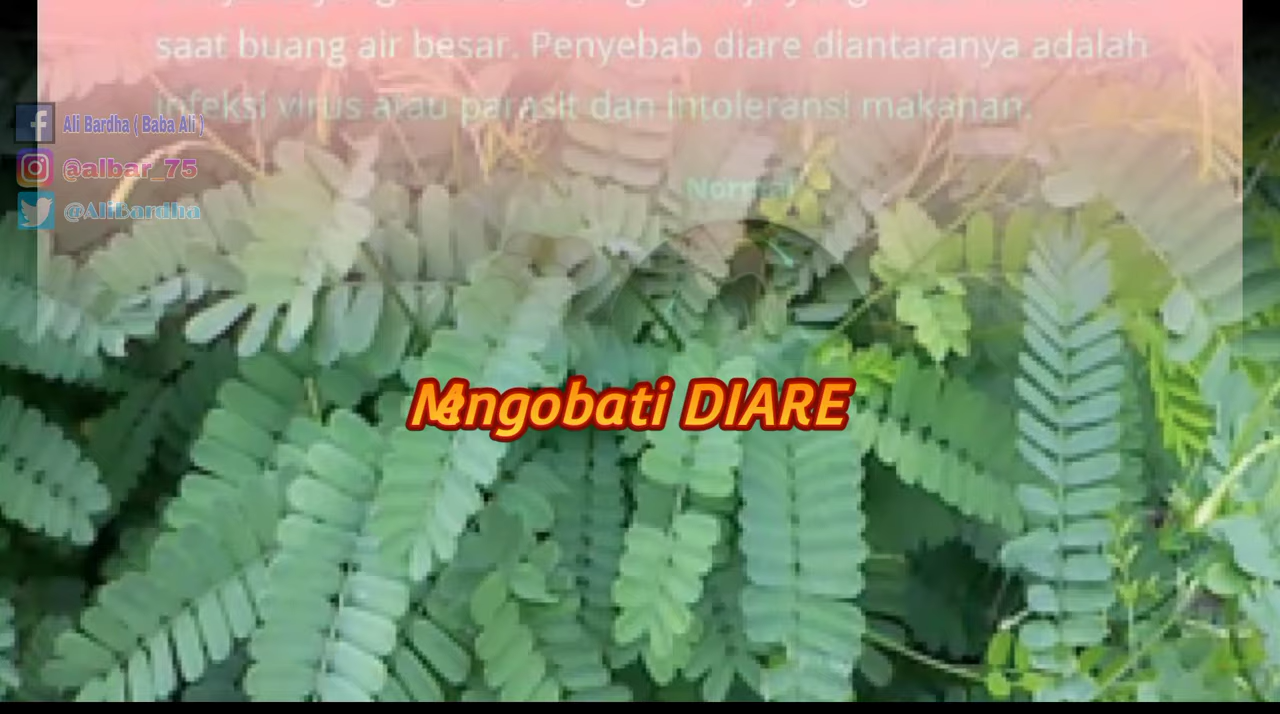 saat buang air besar. Penyebab diare diantaranya adalah
infeksi virus atau parasit dan intoleransi makanan.
Ali Bardha ( Baba Ali )
@albar_75
@AliBardha
Normal
Mengobati DIARE